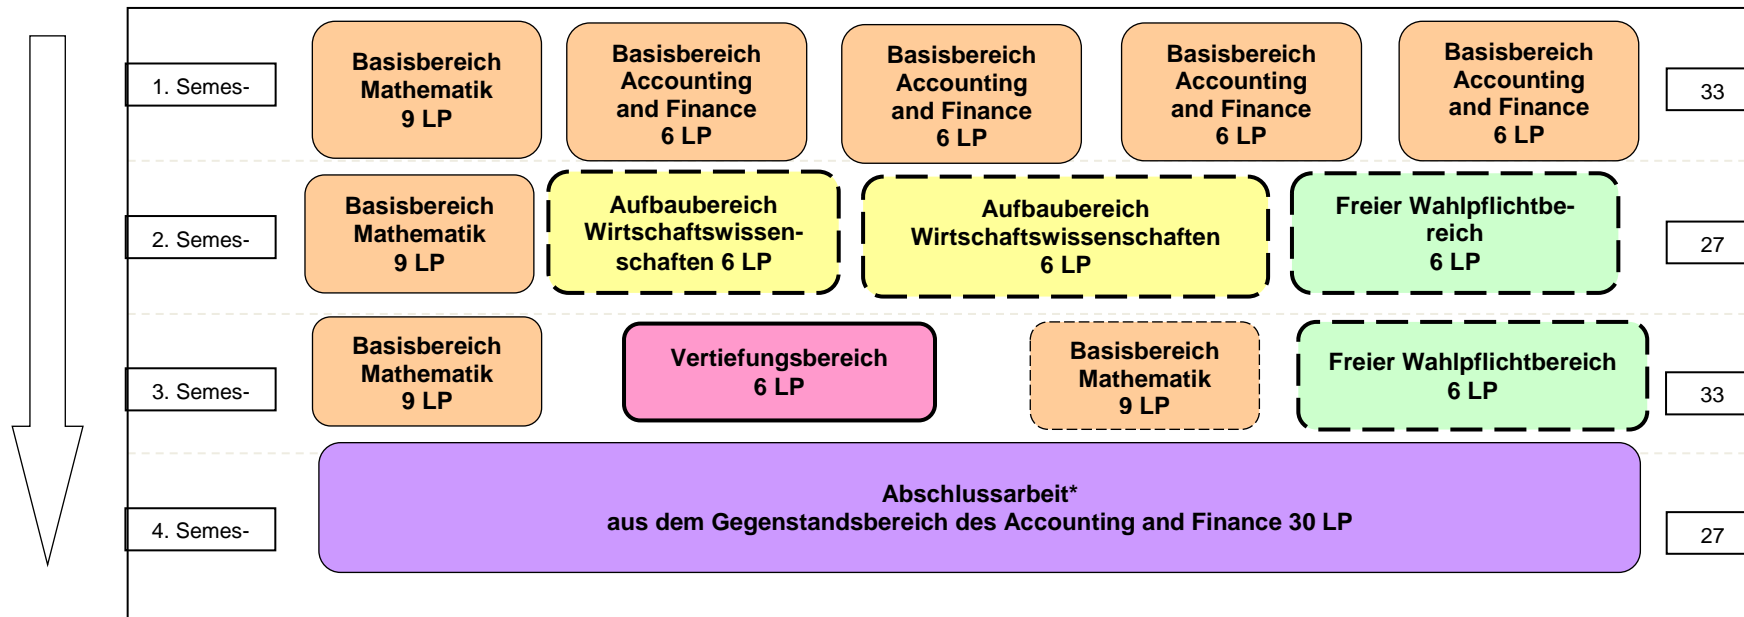 1. Semes-
Basisbereich
Mathematik
9 LP
Basisbereich
Accounting
and Finance
6 LP
Basisbereich
Accounting
and Finance
6 LP
Basisbereich
Accounting
and Finance
6 LP
Basisbereich
Accounting
and Finance
6 LP
33
2. Semes-
Basisbereich
Mathematik
9 LP
Aufbaubereich
Wirtschaftswissen-
schaften 6 LP
Aufbaubereich
Wirtschaftswissenschaften
6 LP
Freier Wahlpflichtbe-
reich
6 LP
27
3. Semes-
Basisbereich
Mathematik
9 LP
Vertiefungsbereich
6 LP
Basisbereich
Mathematik
9 LP
Freier Wahlpflichtbereich
6 LP
33
4. Semes-
Abschlussarbeit*
aus dem Gegenstandsbereich des Accounting and Finance 30 LP
27